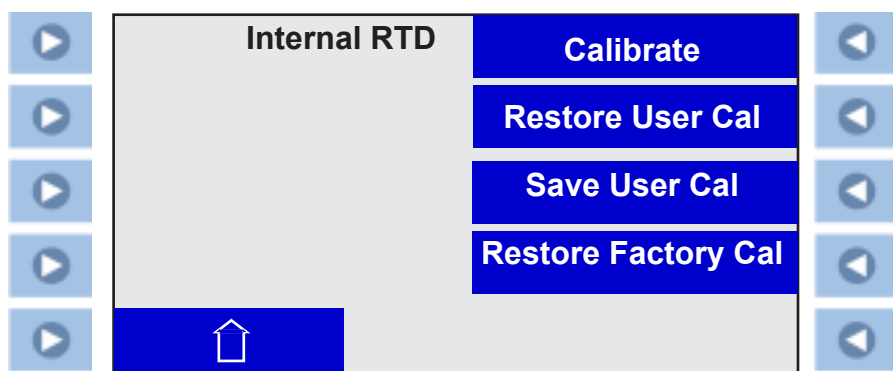 Internal RTD
Calibrate
Restore User Cal
Save User Cal
Restore Factory Cal